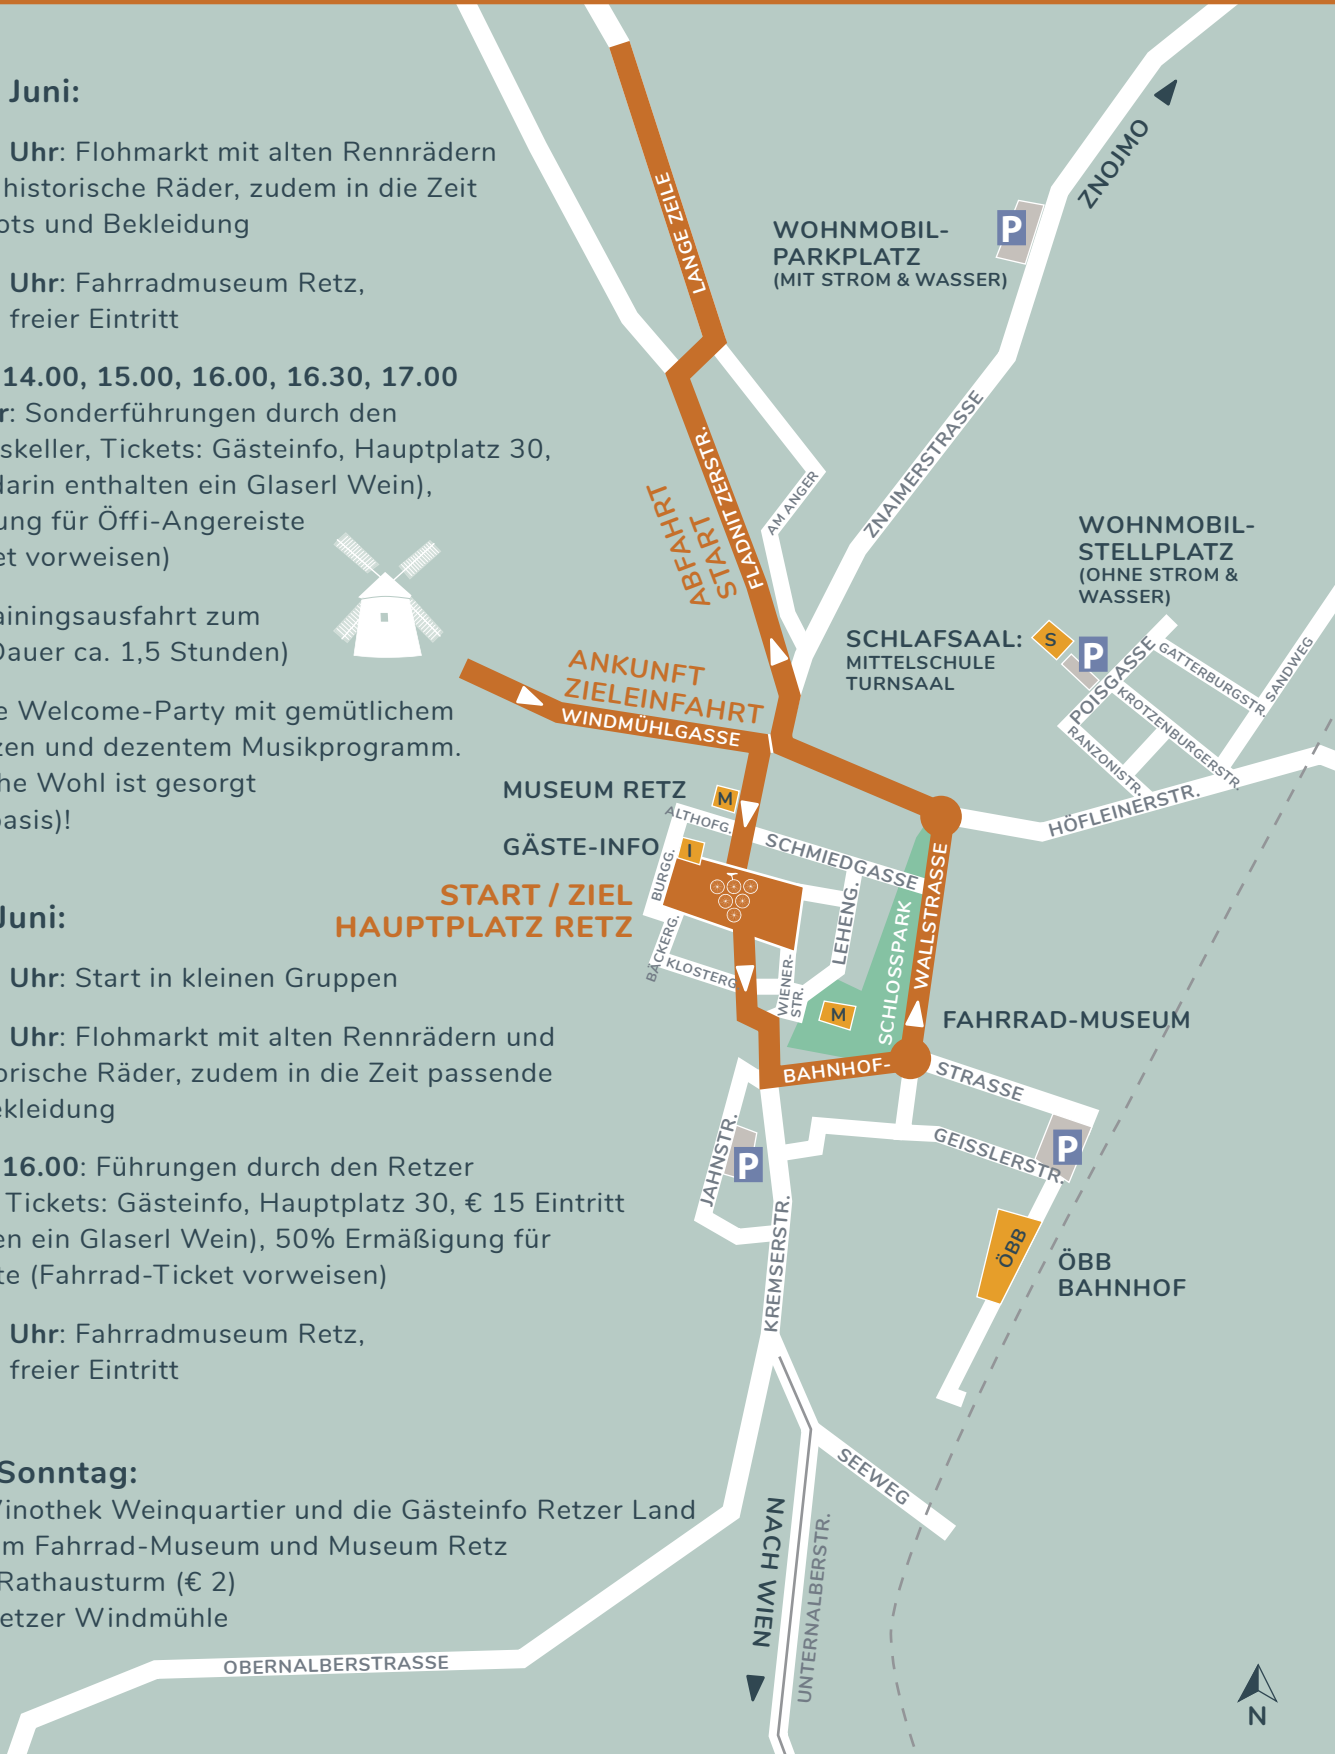 Juni:
Uhr: Flohmarkt mit alten Rennrädern
historische Räder, zudem in die Zeit
ots und Bekleidung
Uhr: Fahrradmuseum Retz,
freier Eintritt
14.00, 15.00, 16.00, 16.30, 17.00
r: Sonderführungen durch den
skeller, Tickets: Gästeinfo, Hauptplatz 30,
darin enthalten ein Glaserl Wein),
ung für Öffi-Angereiste
et vorweisen)
ainingsausfahrt zum
Dauer ca. 1,5 Stunden)
e Welcome-Party mit gemütlichem
zen und dezentem Musikprogramm.
he Wohl ist gesorgt
basis)!
Juni:
Uhr: Start in kleinen Gruppen
Uhr: Flohmarkt mit alten Rennrädern und
orische Räder, zudem in die Zeit passende
ekleidung
16.00: Führungen durch den Retzer
Tickets: Gästeinfo, Hauptplatz 30, € 15 Eintritt
en ein Glaserl Wein), 50% Ermäßigung für
te (Fahrrad-Ticket vorweisen)
Uhr: Fahrradmuseum Retz,
freier Eintritt
Sonntag:
Vinothek Weinquartier und die Gästeinfo Retzer Land
m Fahrrad-Museum und Museum Retz
Rathausturm (€ 2)
etzer Windmühle
ZNOJMO
LANGE ZEILE
WOHNMOBIL-
PARKPLATZ
(MIT STROM & WASSER)
P
ZNAIMERSTRASSE
FLADNITZERSTR.
AM ANGER
ABFAHRT
START
WOHNMOBIL-
STELLPLATZ
(OHNE STROM &
WASSER)
SCHLAFSAAL:
MITTELSCHULE
TURNSAAL
S
P
POISGASSE
GATTERBURGSTR.
SANDWEG
KROTZENBURGERSTR.
RANZONISTR.
HÖFLEINERSTR.
ANKUNFT
ZIELEINFAHRT
WINDMÜHLGASSE
MUSEUM RETZ
M
ALTHOFG.
SCHMIEDGASSE
GÄSTE-INFO
I
BURGG.
START / ZIEL
HAUPTPLATZ RETZ
BÄCKERG.
KLOSTERG.
WIENER-
STR.
LEHENG.
SCHLOSSPARK
WALLSTRASSE
M
FAHRRAD-MUSEUM
BAHNHOF-
STRASSE
GEISSLERSTR.
P
JAHNSTR.
P
KREMSERSTR.
ÖBB
ÖBB
BAHNHOF
SEEWEG
NACH WIEN
UNTERNALBERSTR.
OBERNALBERSTRASSE
N